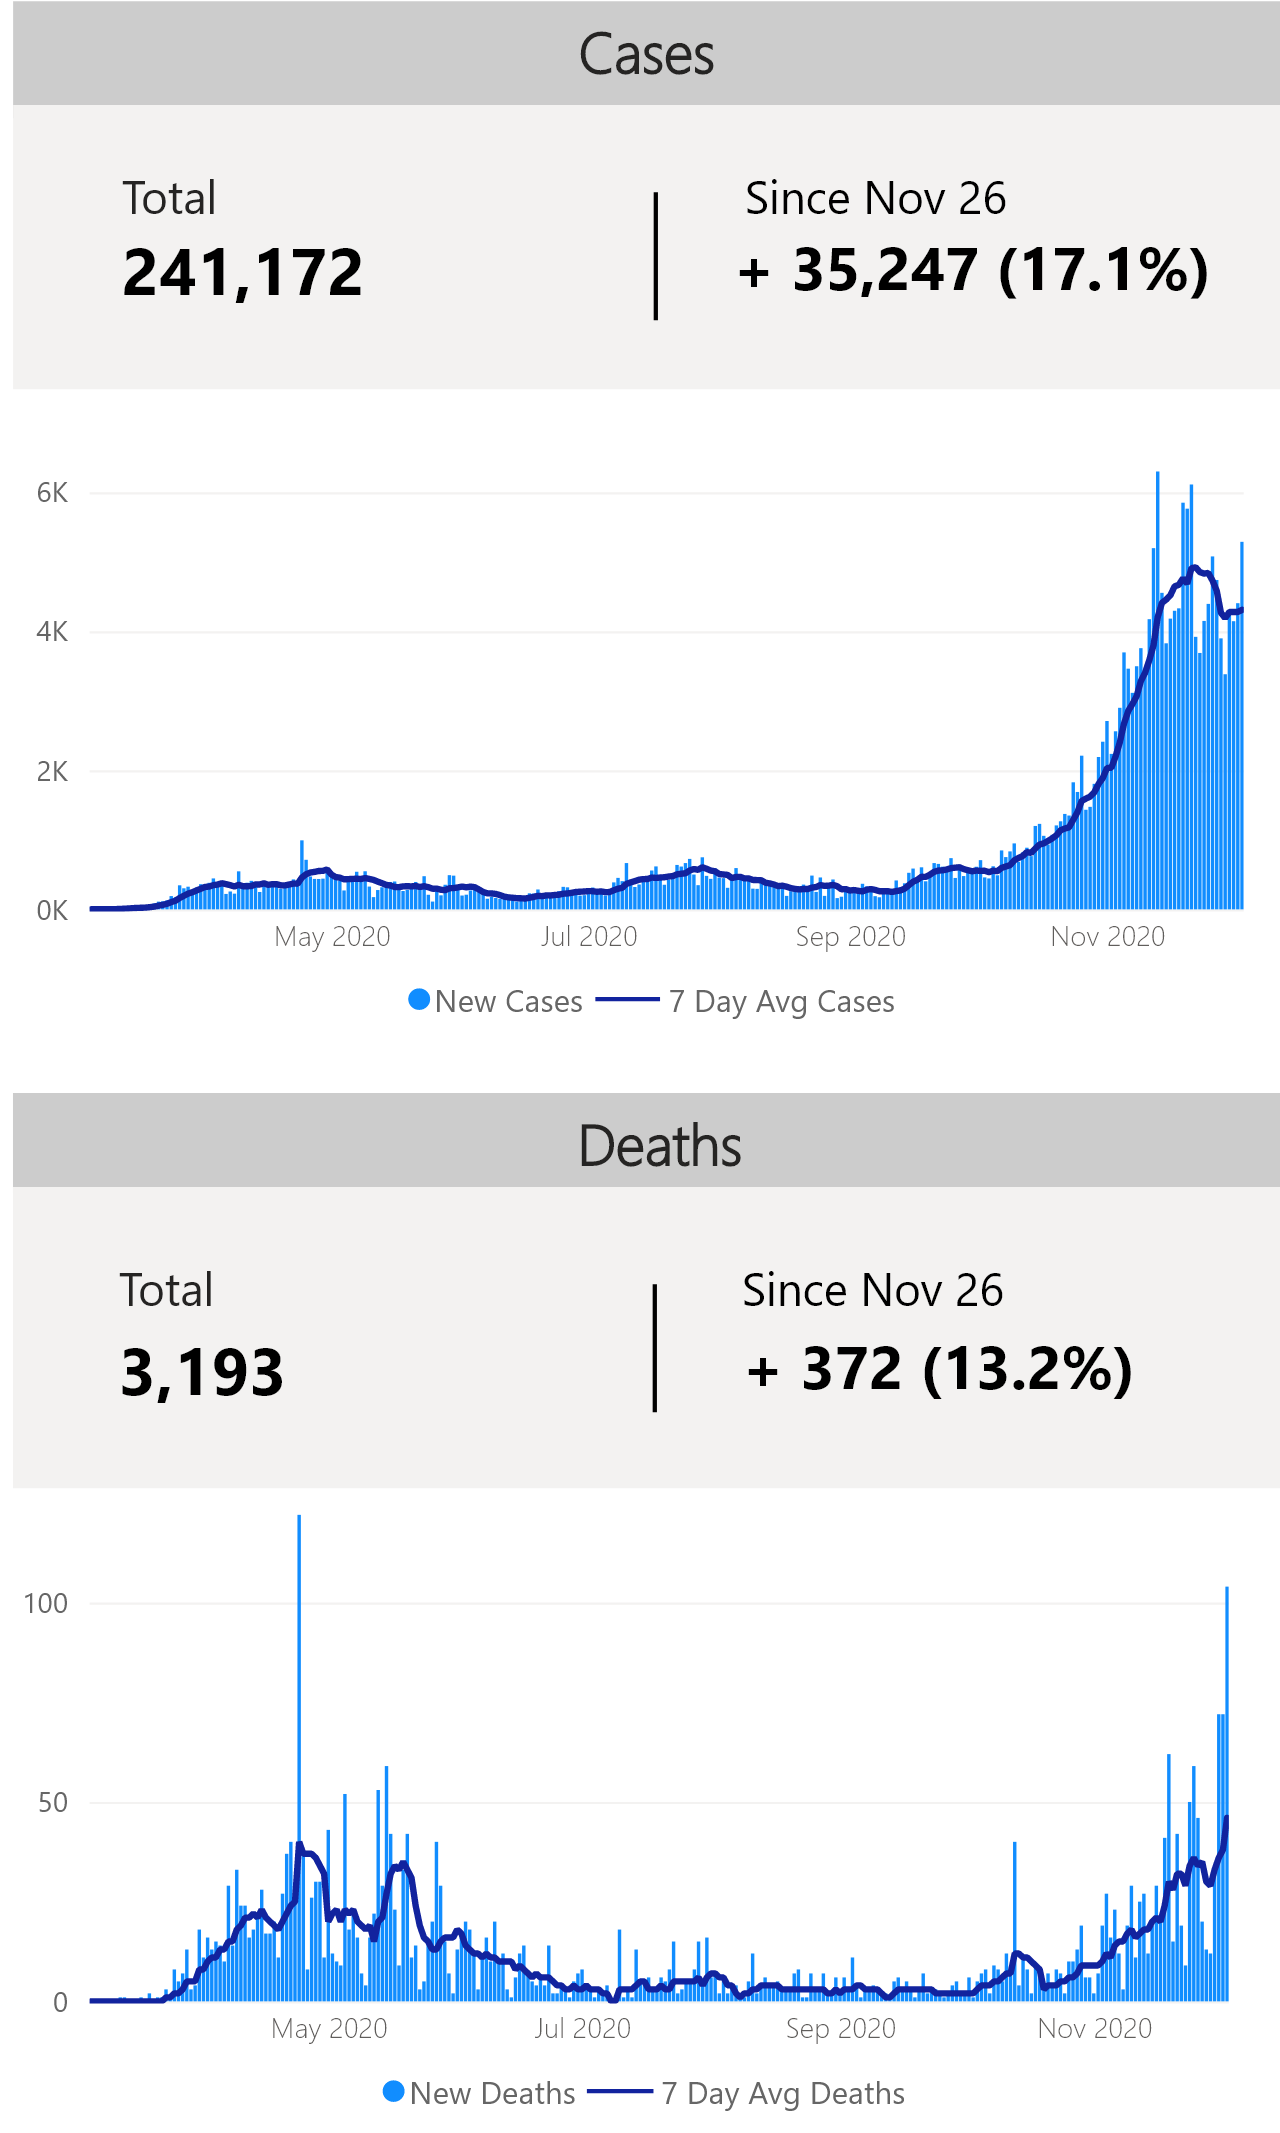 Cases
Total
Since Nov 26
241,172
+ 35,247 (17.1%)
6K
4K
2K
0K
May 2020
Jul 2020
Sep 2020
Nov 2020
New Cases
7 Day Avg Cases
Deaths
Total
Since Nov 26
3,193
+ 372 (13.2%)
100
50
0
May 2020
Jul 2020
Sep 2020
Nov 2020
New Deaths
7 Day Avg Deaths